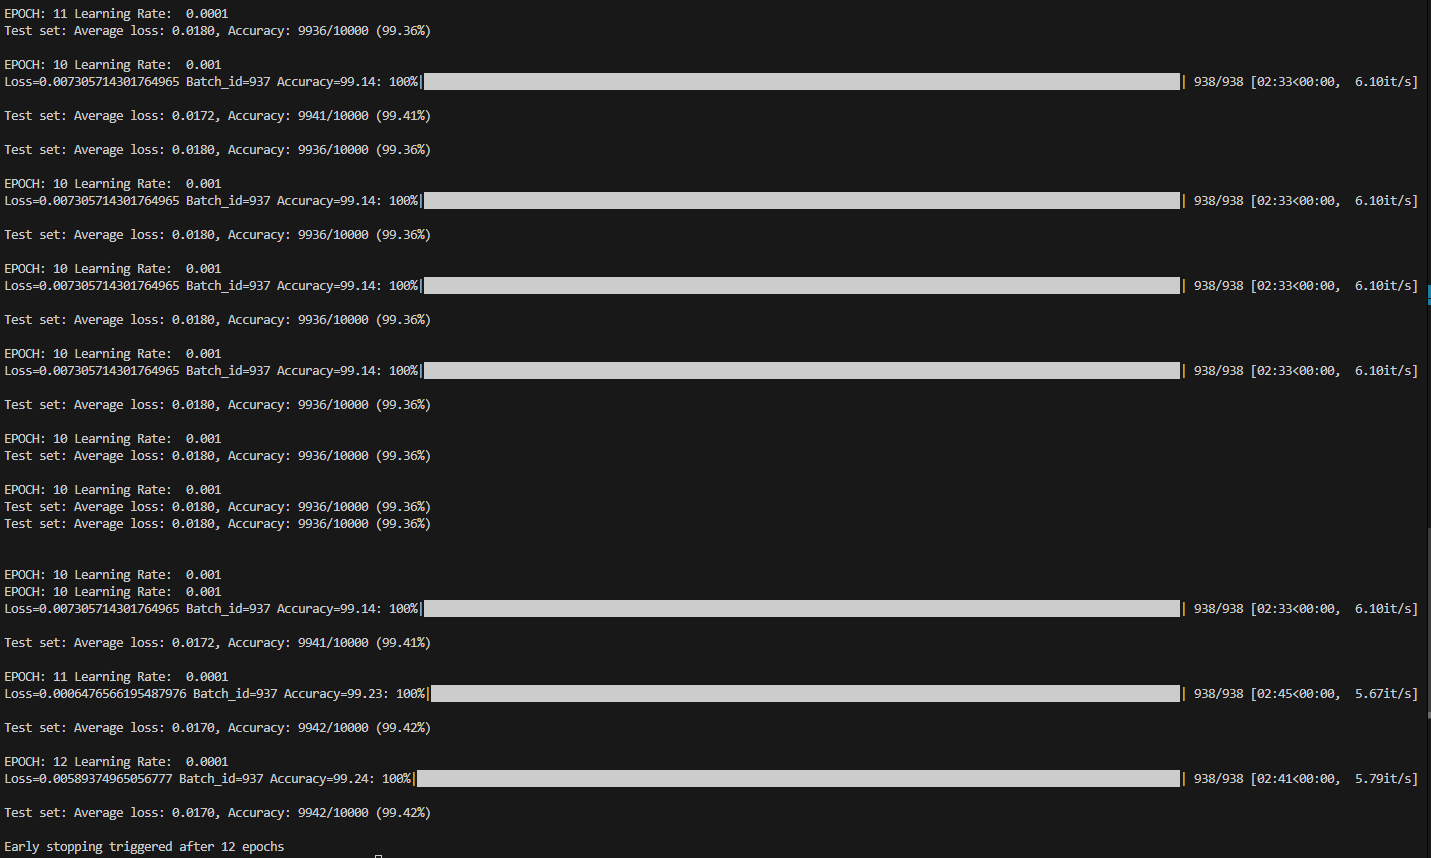 EPOCH: 11 Learning Rate:  0.0001
Test set: Average loss: 0.0180, Accuracy: 9936/10000 (99.36%)
EPOCH: 10 Learning Rate:  0.001
Loss=0.007305714301764965 Batch_id=937 Accuracy=99.14: 100%| | 938/938 [02:33<00:00,  6.10it/s]
Test set: Average loss: 0.0172, Accuracy: 9941/10000 (99.41%)
Test set: Average loss: 0.0180, Accuracy: 9936/10000 (99.36%)
EPOCH: 10 Learning Rate:  0.001
Loss=0.007305714301764965 Batch_id=937 Accuracy=99.14: 100%| | 938/938 [02:33<00:00,  6.10it/s]
Test set: Average loss: 0.0180, Accuracy: 9936/10000 (99.36%)
EPOCH: 10 Learning Rate:  0.001
Loss=0.007305714301764965 Batch_id=937 Accuracy=99.14: 100%| | 938/938 [02:33<00:00,  6.10it/s]
Test set: Average loss: 0.0180, Accuracy: 9936/10000 (99.36%)
EPOCH: 10 Learning Rate:  0.001
Loss=0.007305714301764965 Batch_id=937 Accuracy=99.14: 100%| | 938/938 [02:33<00:00,  6.10it/s]
Test set: Average loss: 0.0180, Accuracy: 9936/10000 (99.36%)
EPOCH: 10 Learning Rate:  0.001
Test set: Average loss: 0.0180, Accuracy: 9936/10000 (99.36%)
EPOCH: 10 Learning Rate:  0.001
Test set: Average loss: 0.0180, Accuracy: 9936/10000 (99.36%)
Test set: Average loss: 0.0180, Accuracy: 9936/10000 (99.36%)
EPOCH: 10 Learning Rate:  0.001
EPOCH: 10 Learning Rate:  0.001
Loss=0.007305714301764965 Batch_id=937 Accuracy=99.14: 100%| | 938/938 [02:33<00:00,  6.10it/s]
Test set: Average loss: 0.0172, Accuracy: 9941/10000 (99.41%)
EPOCH: 11 Learning Rate:  0.0001
Loss=0.0006476566195487976 Batch_id=937 Accuracy=99.23: 100%| | 938/938 [02:45<00:00,  5.67it/s]
Test set: Average loss: 0.0170, Accuracy: 9942/10000 (99.42%)
EPOCH: 12 Learning Rate:  0.0001
Loss=0.00589374965056777 Batch_id=937 Accuracy=99.24: 100%| | 938/938 [02:41<00:00,  5.79it/s]
Test set: Average loss: 0.0170, Accuracy: 9942/10000 (99.42%)
Early stopping triggered after 12 epochs